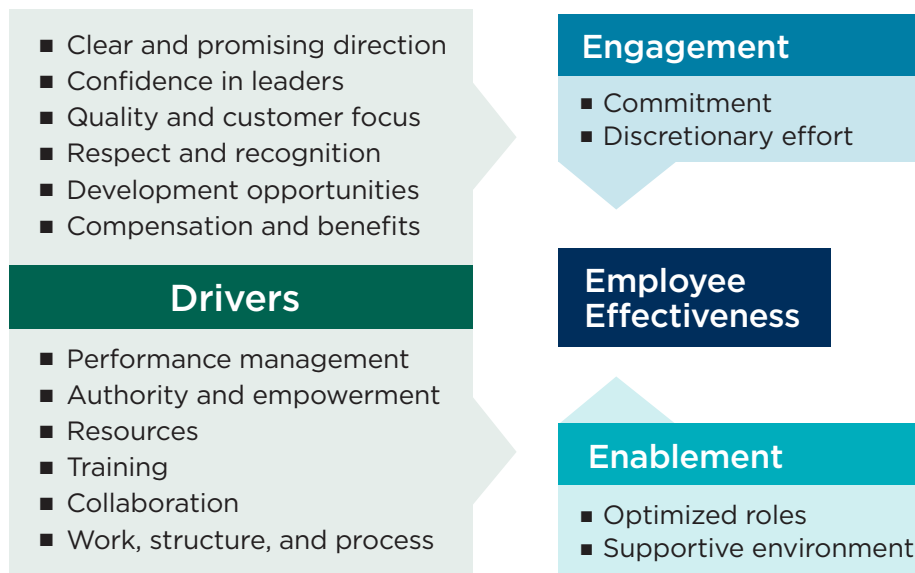 ■ Clear and promising direction
■ Confidence in leaders
■ Quality and customer focus
■ Respect and recognition
■ Development opportunities
■ Compensation and benefits
Drivers
■ Performance management
■ Authority and empowerment
■ Resources
■ Training
■ Collaboration
■ Work, structure, and process
Engagement
■ Commitment
■ Discretionary effort
Employee
Effectiveness
Enablement
■ Optimized roles
■ Supportive environment